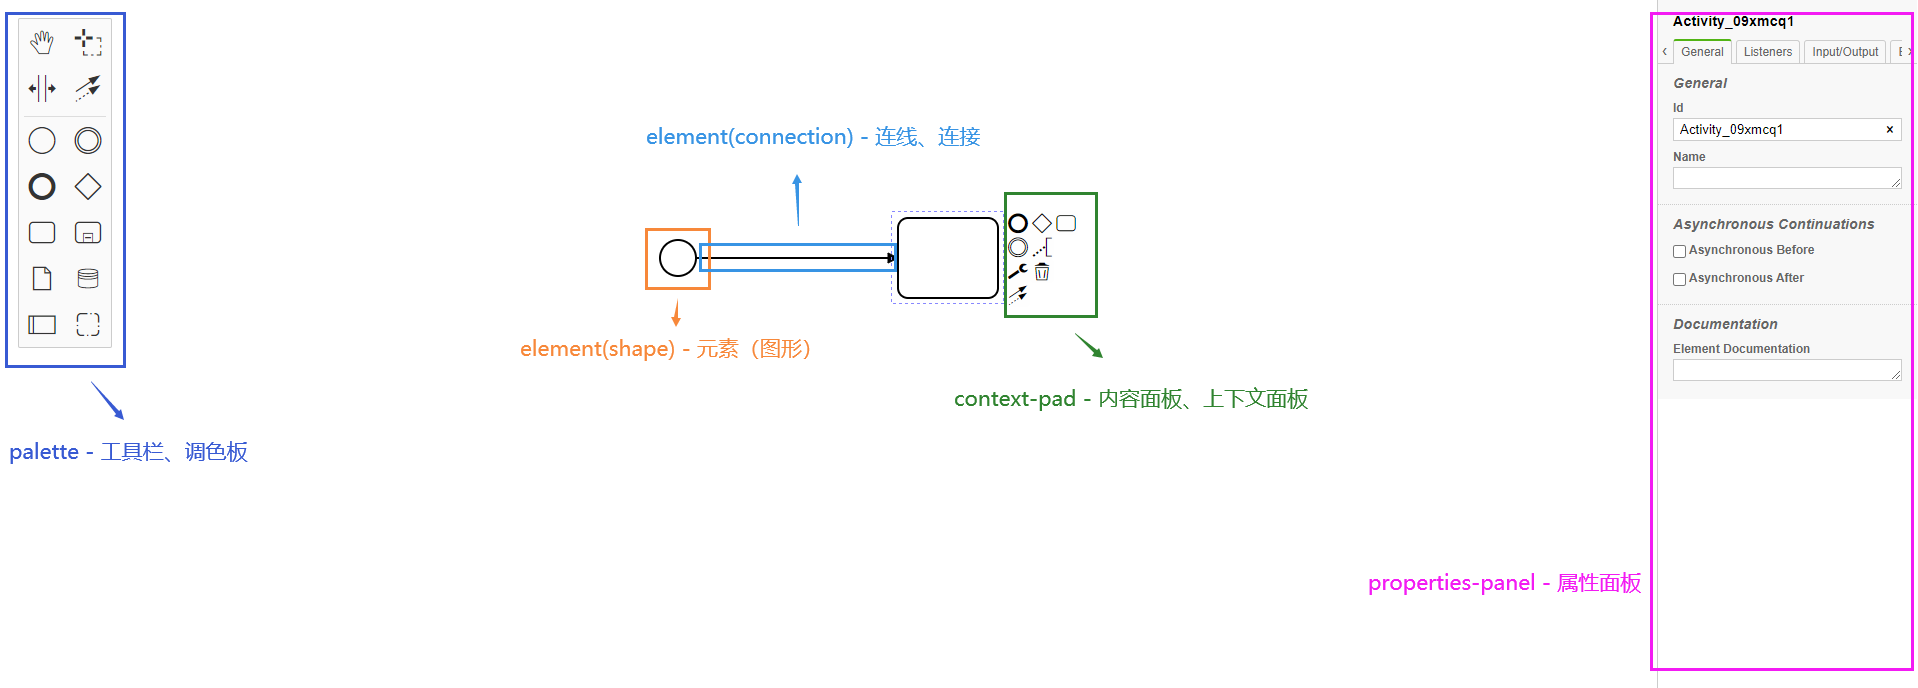 element(connection) - 连线、连接
element(shape) - 元素（图形）
context-pad - 内容面板、上下文面板
palette - 工具栏、调色板
properties-panel - 属性面板
Activity_09xmcq1
General
Listeners
Input/Output
General
Id
Activity_09xmcq1
Name
Asynchronous Continuations
Asynchronous Before
Asynchronous After
Documentation
Element Documentation